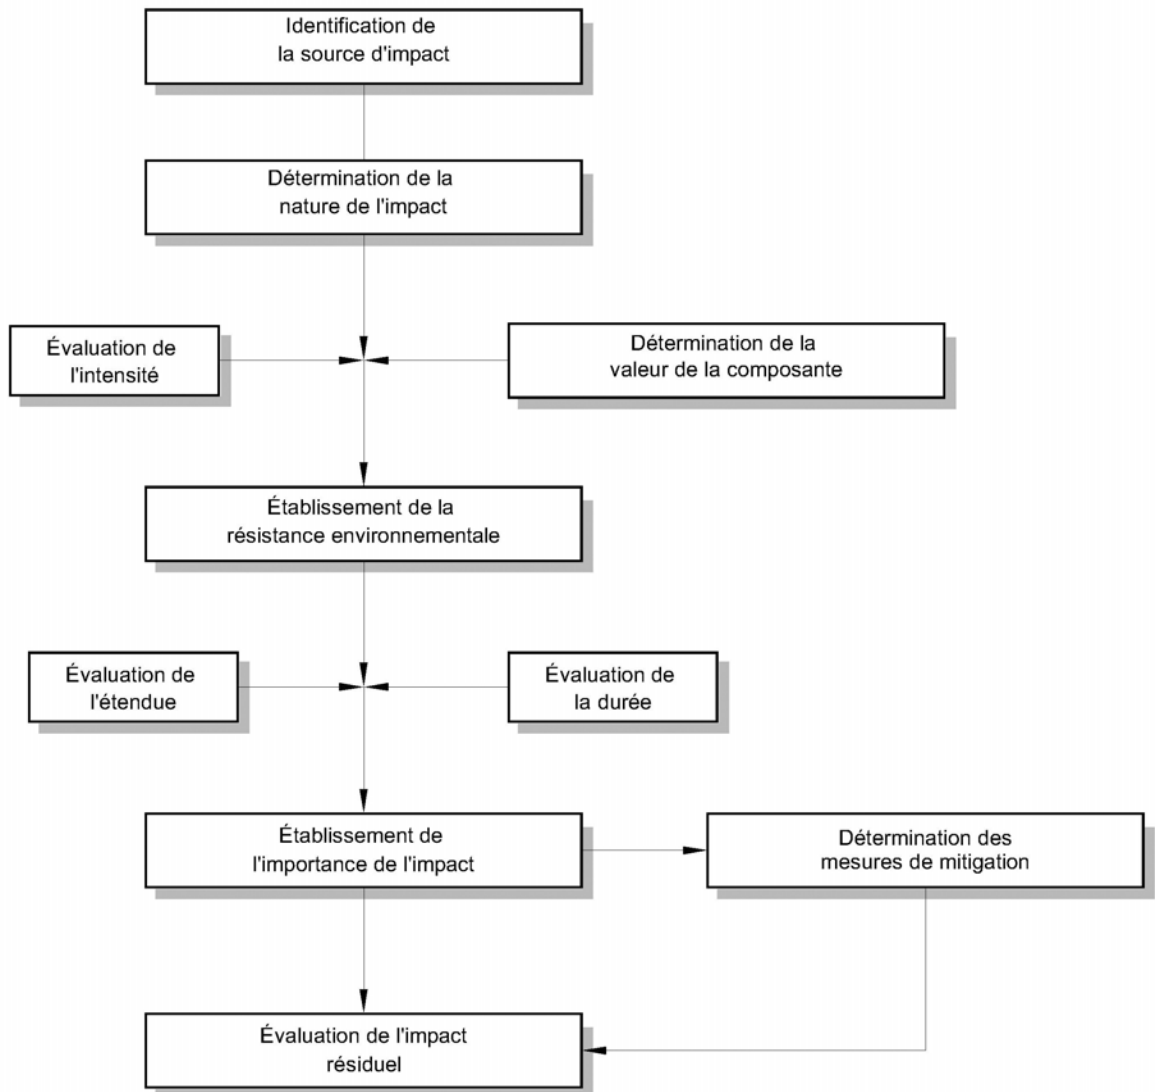 Identification de
la source d'impact
Détermination de la
nature de l'impact
Évaluation de
l'intensité
Détermination de la
valeur de la composante
Établissement de la
résistance environnementale
Évaluation de
l'étendue
Évaluation de
la durée
Établissement de
l'importance de l'impact
Détermination des
mesures de mitigation
Évaluation de l'impact
résiduel